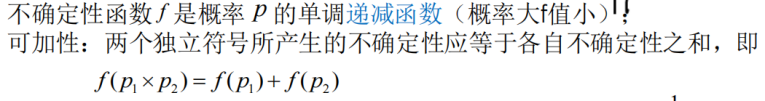 不确定性函数 f 是概率 P 的单调递减函数（概率大f值小）；
可加性：两个独立符号所产生的不确定性应等于各自不确定性之和，即
f(p₁×p₂)=f(p₁)+f(p₂)
1